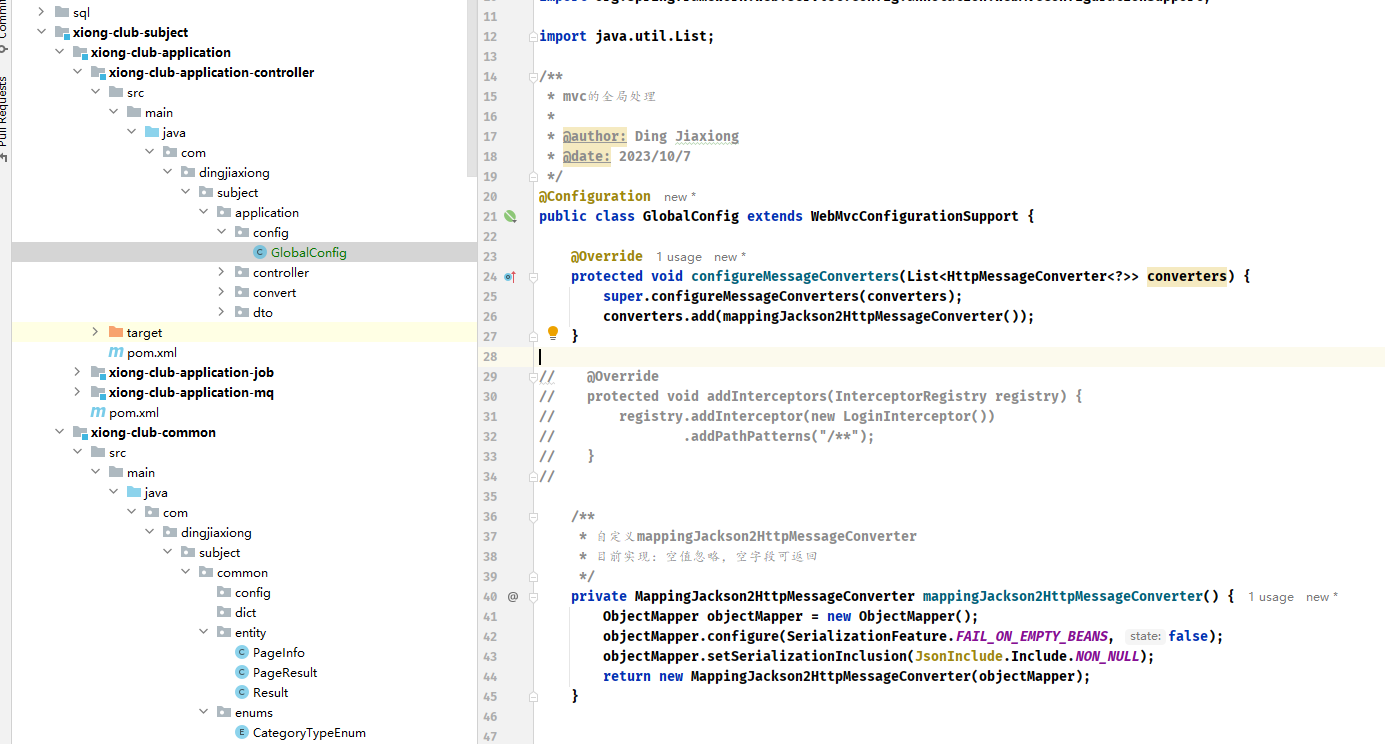 Commit
Pull Requests
sql
xiong-club-subject
xiong-club-application
xiong-club-application-controller
src
main
java
com
dingjiaxiong
subject
application
config
GlobalConfig
controller
convert
dto
target
pom.xml
xiong-club-application-job
xiong-club-application-mq
pom.xml
xiong-club-common
src
main
java
com
dingjiaxiong
subject
common
config
dict
entity
PageInfo
PageResult
Result
enums
CategoryTypeEnum
11
12 import java.util.List;
13
14 /**
15 * mvc的全局处理
16 *
17 * @author: Ding Jiaxiong
18 * @date: 2023/10/7
19 */
20 @Configuration new *
21 public class GlobalConfig extends WebMvcConfigurationSupport {
22
23 @Override 1 usage new *
24 protected void configureMessageConverters(List<HttpMessageConverter<?>> converters) {
25 super.configureMessageConverters(converters);
26 converters.add(mappingJackson2HttpMessageConverter());
27 }
28
29 // @Override
30 // protected void addInterceptors(InterceptorRegistry registry) {
31 // registry.addInterceptor(new LoginInterceptor())
32 // .addPathPatterns("/**");
33 // }
34 //
35
36 /**
37 * 自定义mappingJackson2HttpMessageConverter
38 * 目前实现：空值忽略，空字段可返回
39 */
40 @ private MappingJackson2HttpMessageConverter mappingJackson2HttpMessageConverter() { 1 usage new *
41 ObjectMapper objectMapper = new ObjectMapper();
42 objectMapper.configure(SerializationFeature.FAIL_ON_EMPTY_BEANS, state: false);
43 objectMapper.setSerializationInclusion(JsonInclude.Include.NON_NULL);
44 return new MappingJackson2HttpMessageConverter(objectMapper);
45 }
46
47